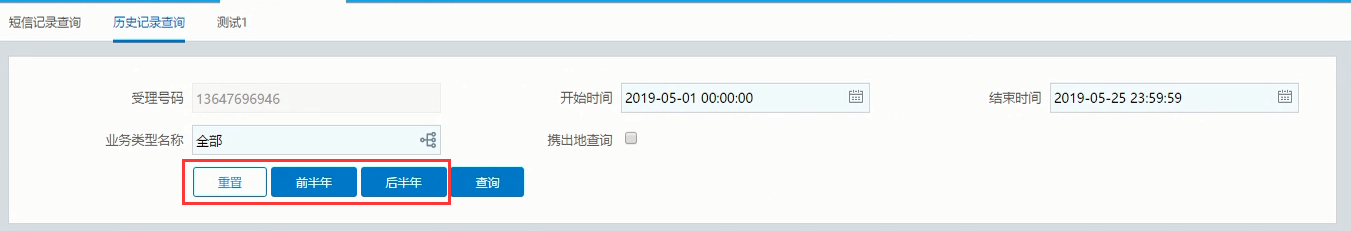 短信记录查询 历史记录查询 测试1
受理号码 13647696946 开始时间 2019-05-01 00:00:00 结束时间 2019-05-25 23:59:59
业务类型名称 全部 携出地查询
重置 前半年 后半年 查询